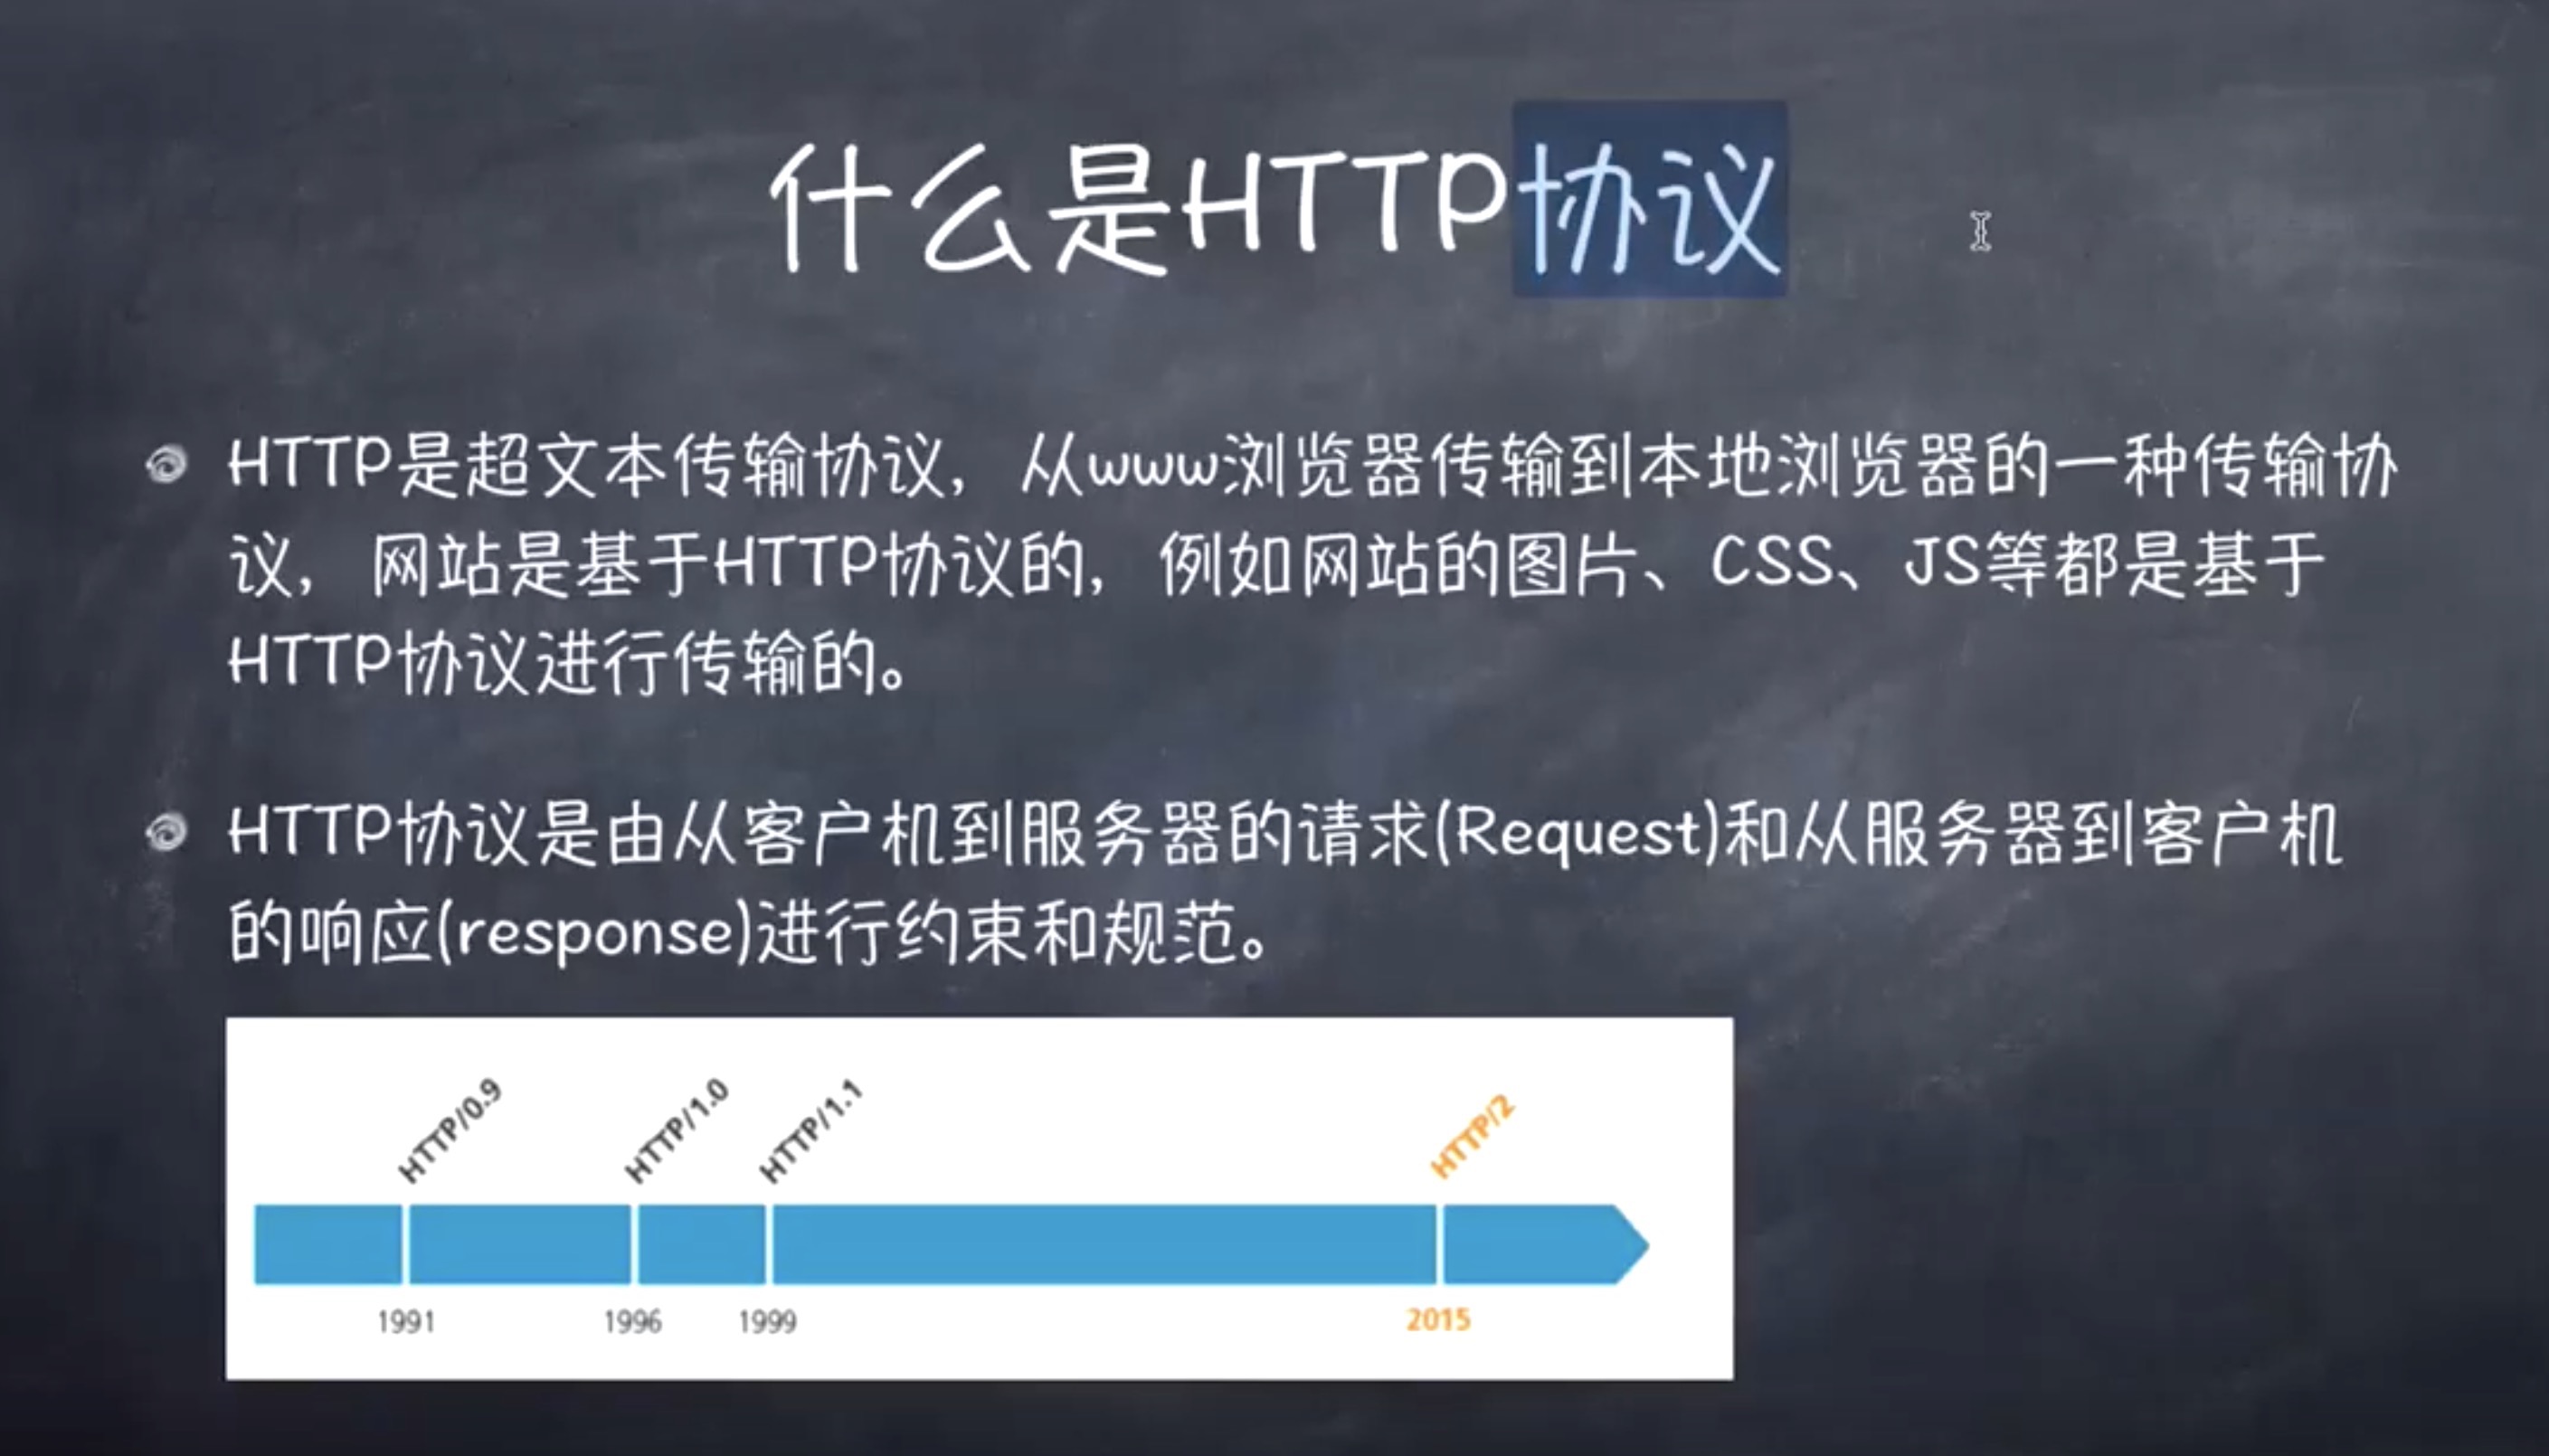 什么是HTTP协议
HTTP是超文本传输协议，从www浏览器传输到本地浏览器的一种传输协
议，网站是基于HTTP协议的，例如网站的图片、CSS、JS等都是基于
HTTP协议进行传输的。
HTTP协议是由从客户机到服务器的请求(Request)和从服务器到客户机
的响应(response)进行约束和规范。
HTTP/0.9
HTTP/1.0
HTTP/1.1
HTTP/2
1991
1996
1999
2015